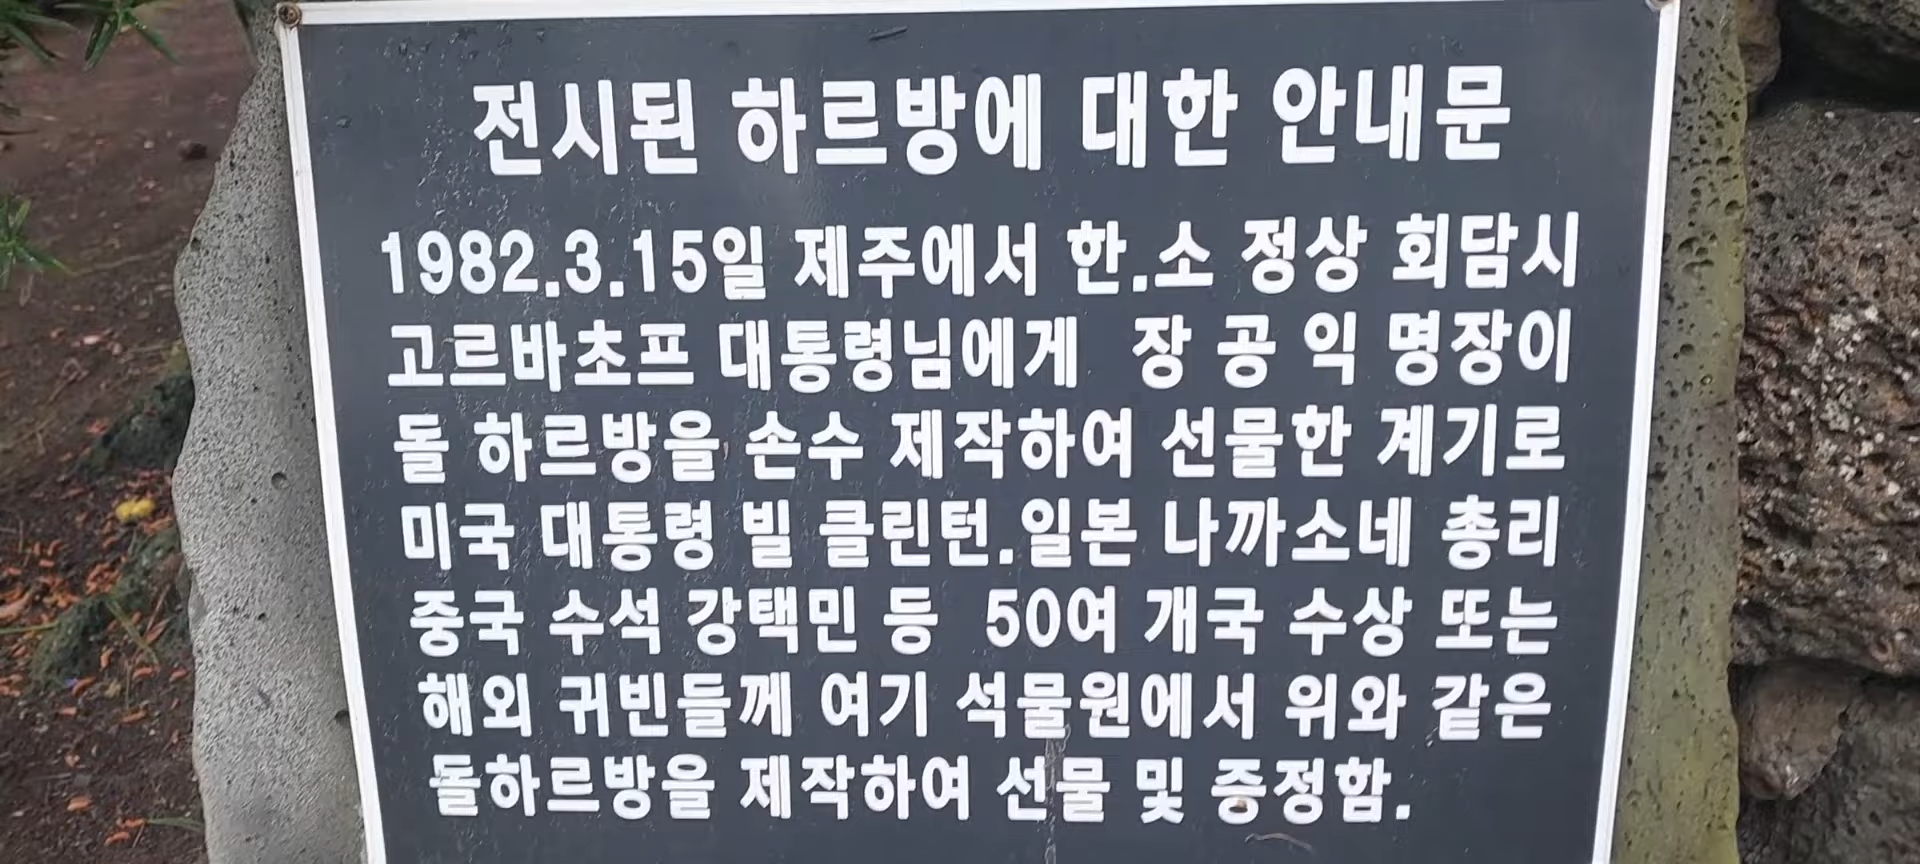 전시된 하르방에 대한 안내문
1982.3.15일 제주에서 한.소 정상 회담시
고르바초프 대통령님에게 장 공 익 명장이
돌 하르방을 손수 제작하여 선물한 계기로
미국 대통령 빌 클린턴.일본 나까소네 총리
중국 수석 강택민 등 50여 개국 수상 또는
해외 귀빈들께 여기 석물원에서 위와 같은
돌하르방을 제작하여 선물 및 증정함.